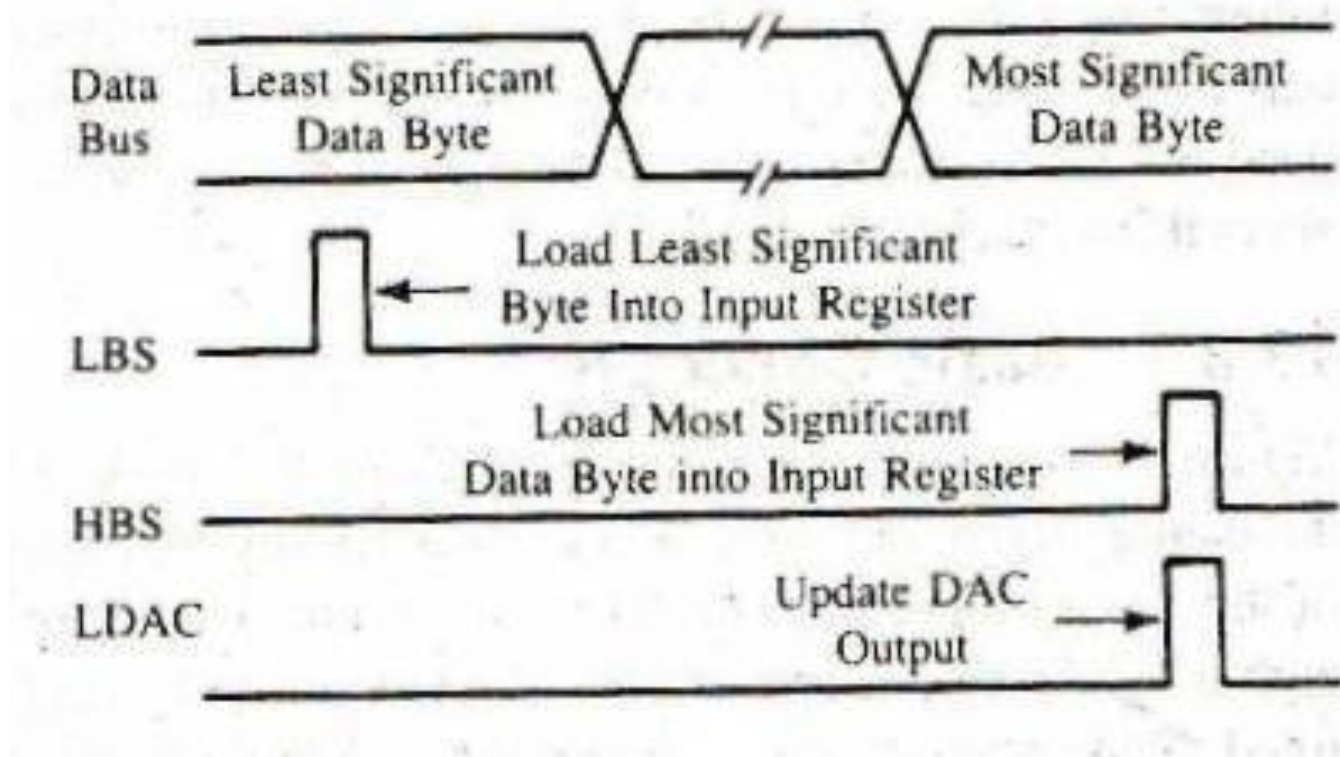 Data
Bus
Least Significant
Data Byte
Most Significant
Data Byte
Load Least Significant
Byte Into Input Register
LBS
Load Most Significant
Data Byte into Input Register
HBS
Update DAC
Output
LDAC